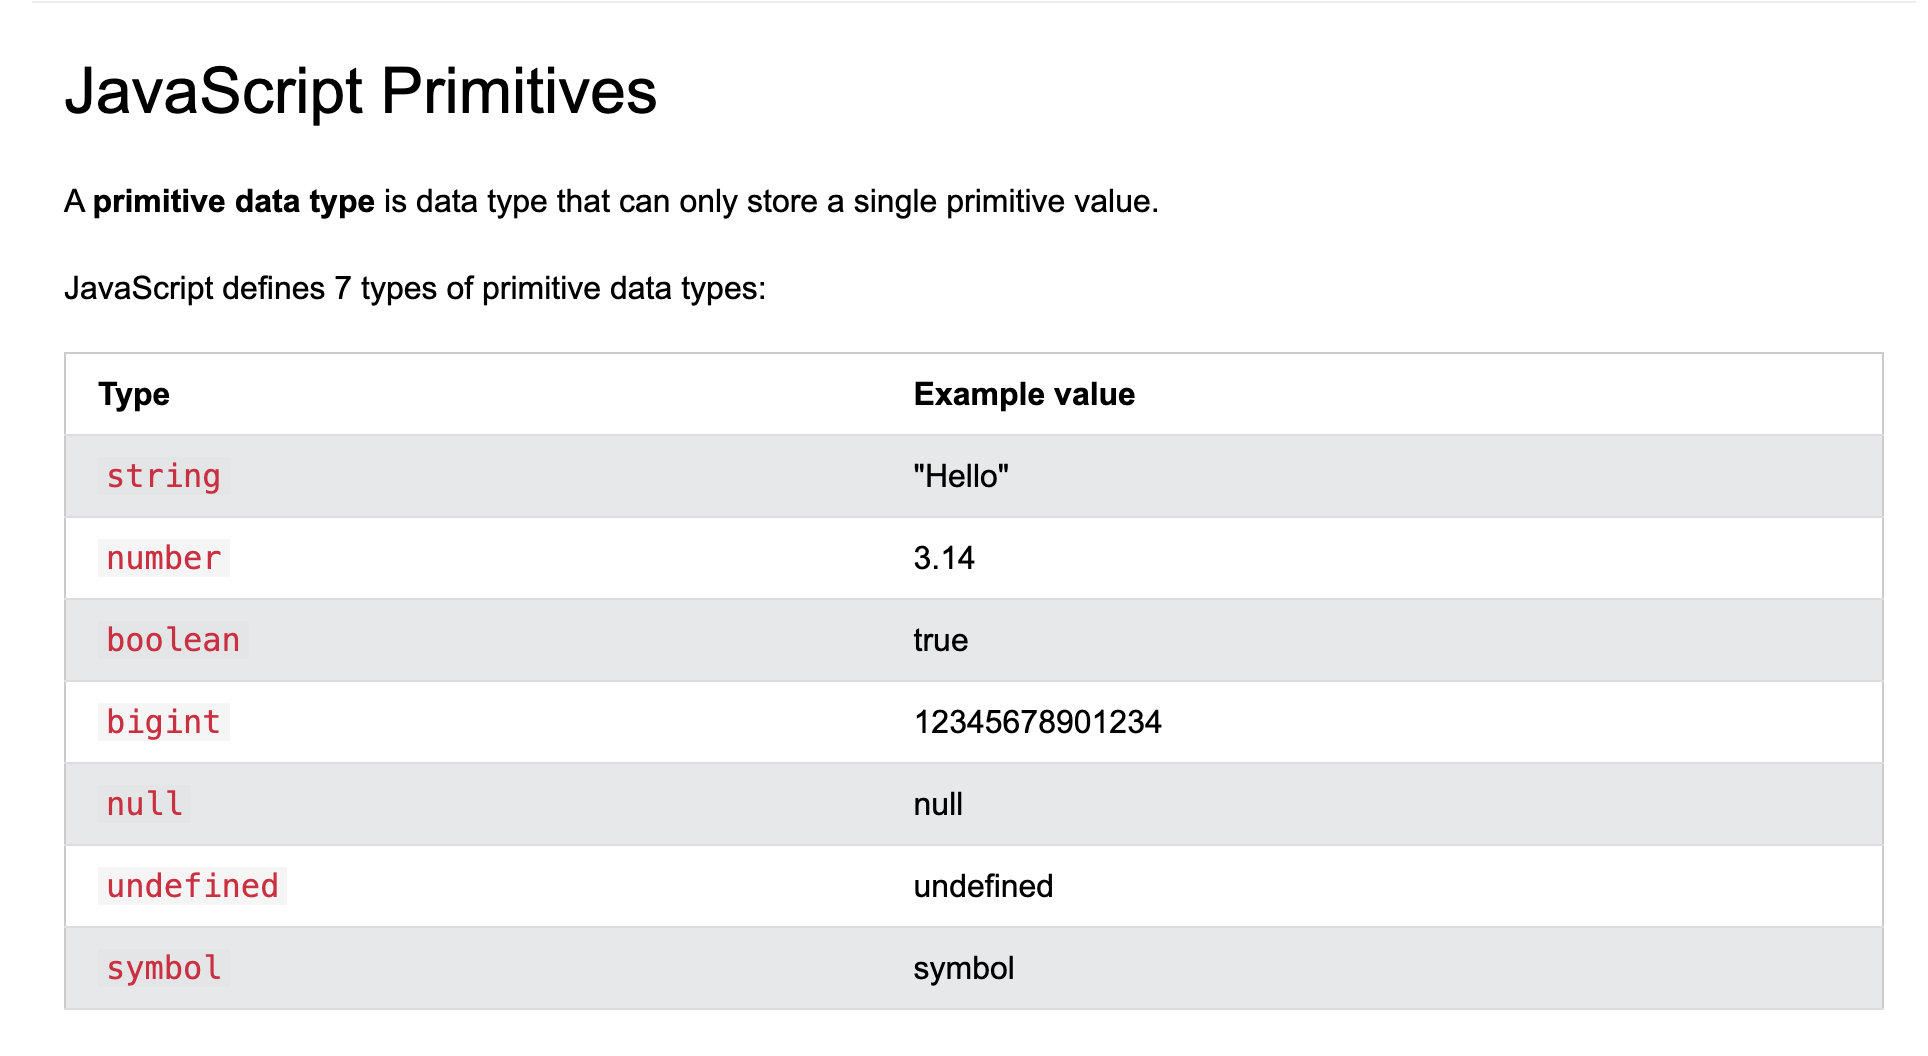 JavaScript Primitives
A primitive data type is data type that can only store a single primitive value.
JavaScript defines 7 types of primitive data types:
Type Example value
string "Hello"
number 3.14
boolean true
bigint 12345678901234
null null
undefined undefined
symbol symbol